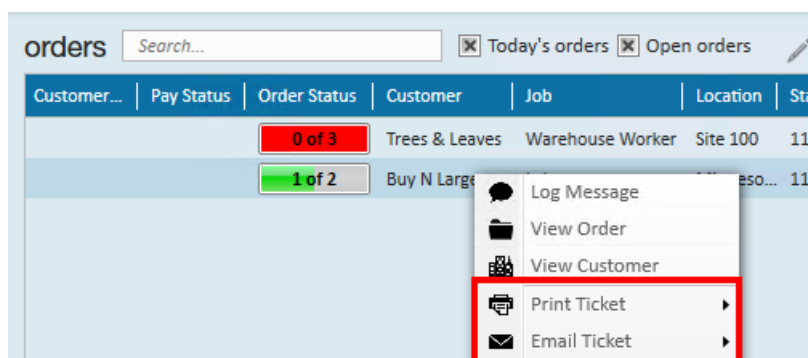 orders Search... Today's orders Open orders
Customer... Pay Status Order Status Customer Job Location
0 of 3 Trees & Leaves Warehouse Worker Site 100 11
1 of 2 Buy N Large 11
Log Message
View Order
View Customer
Print Ticket
Email Ticket